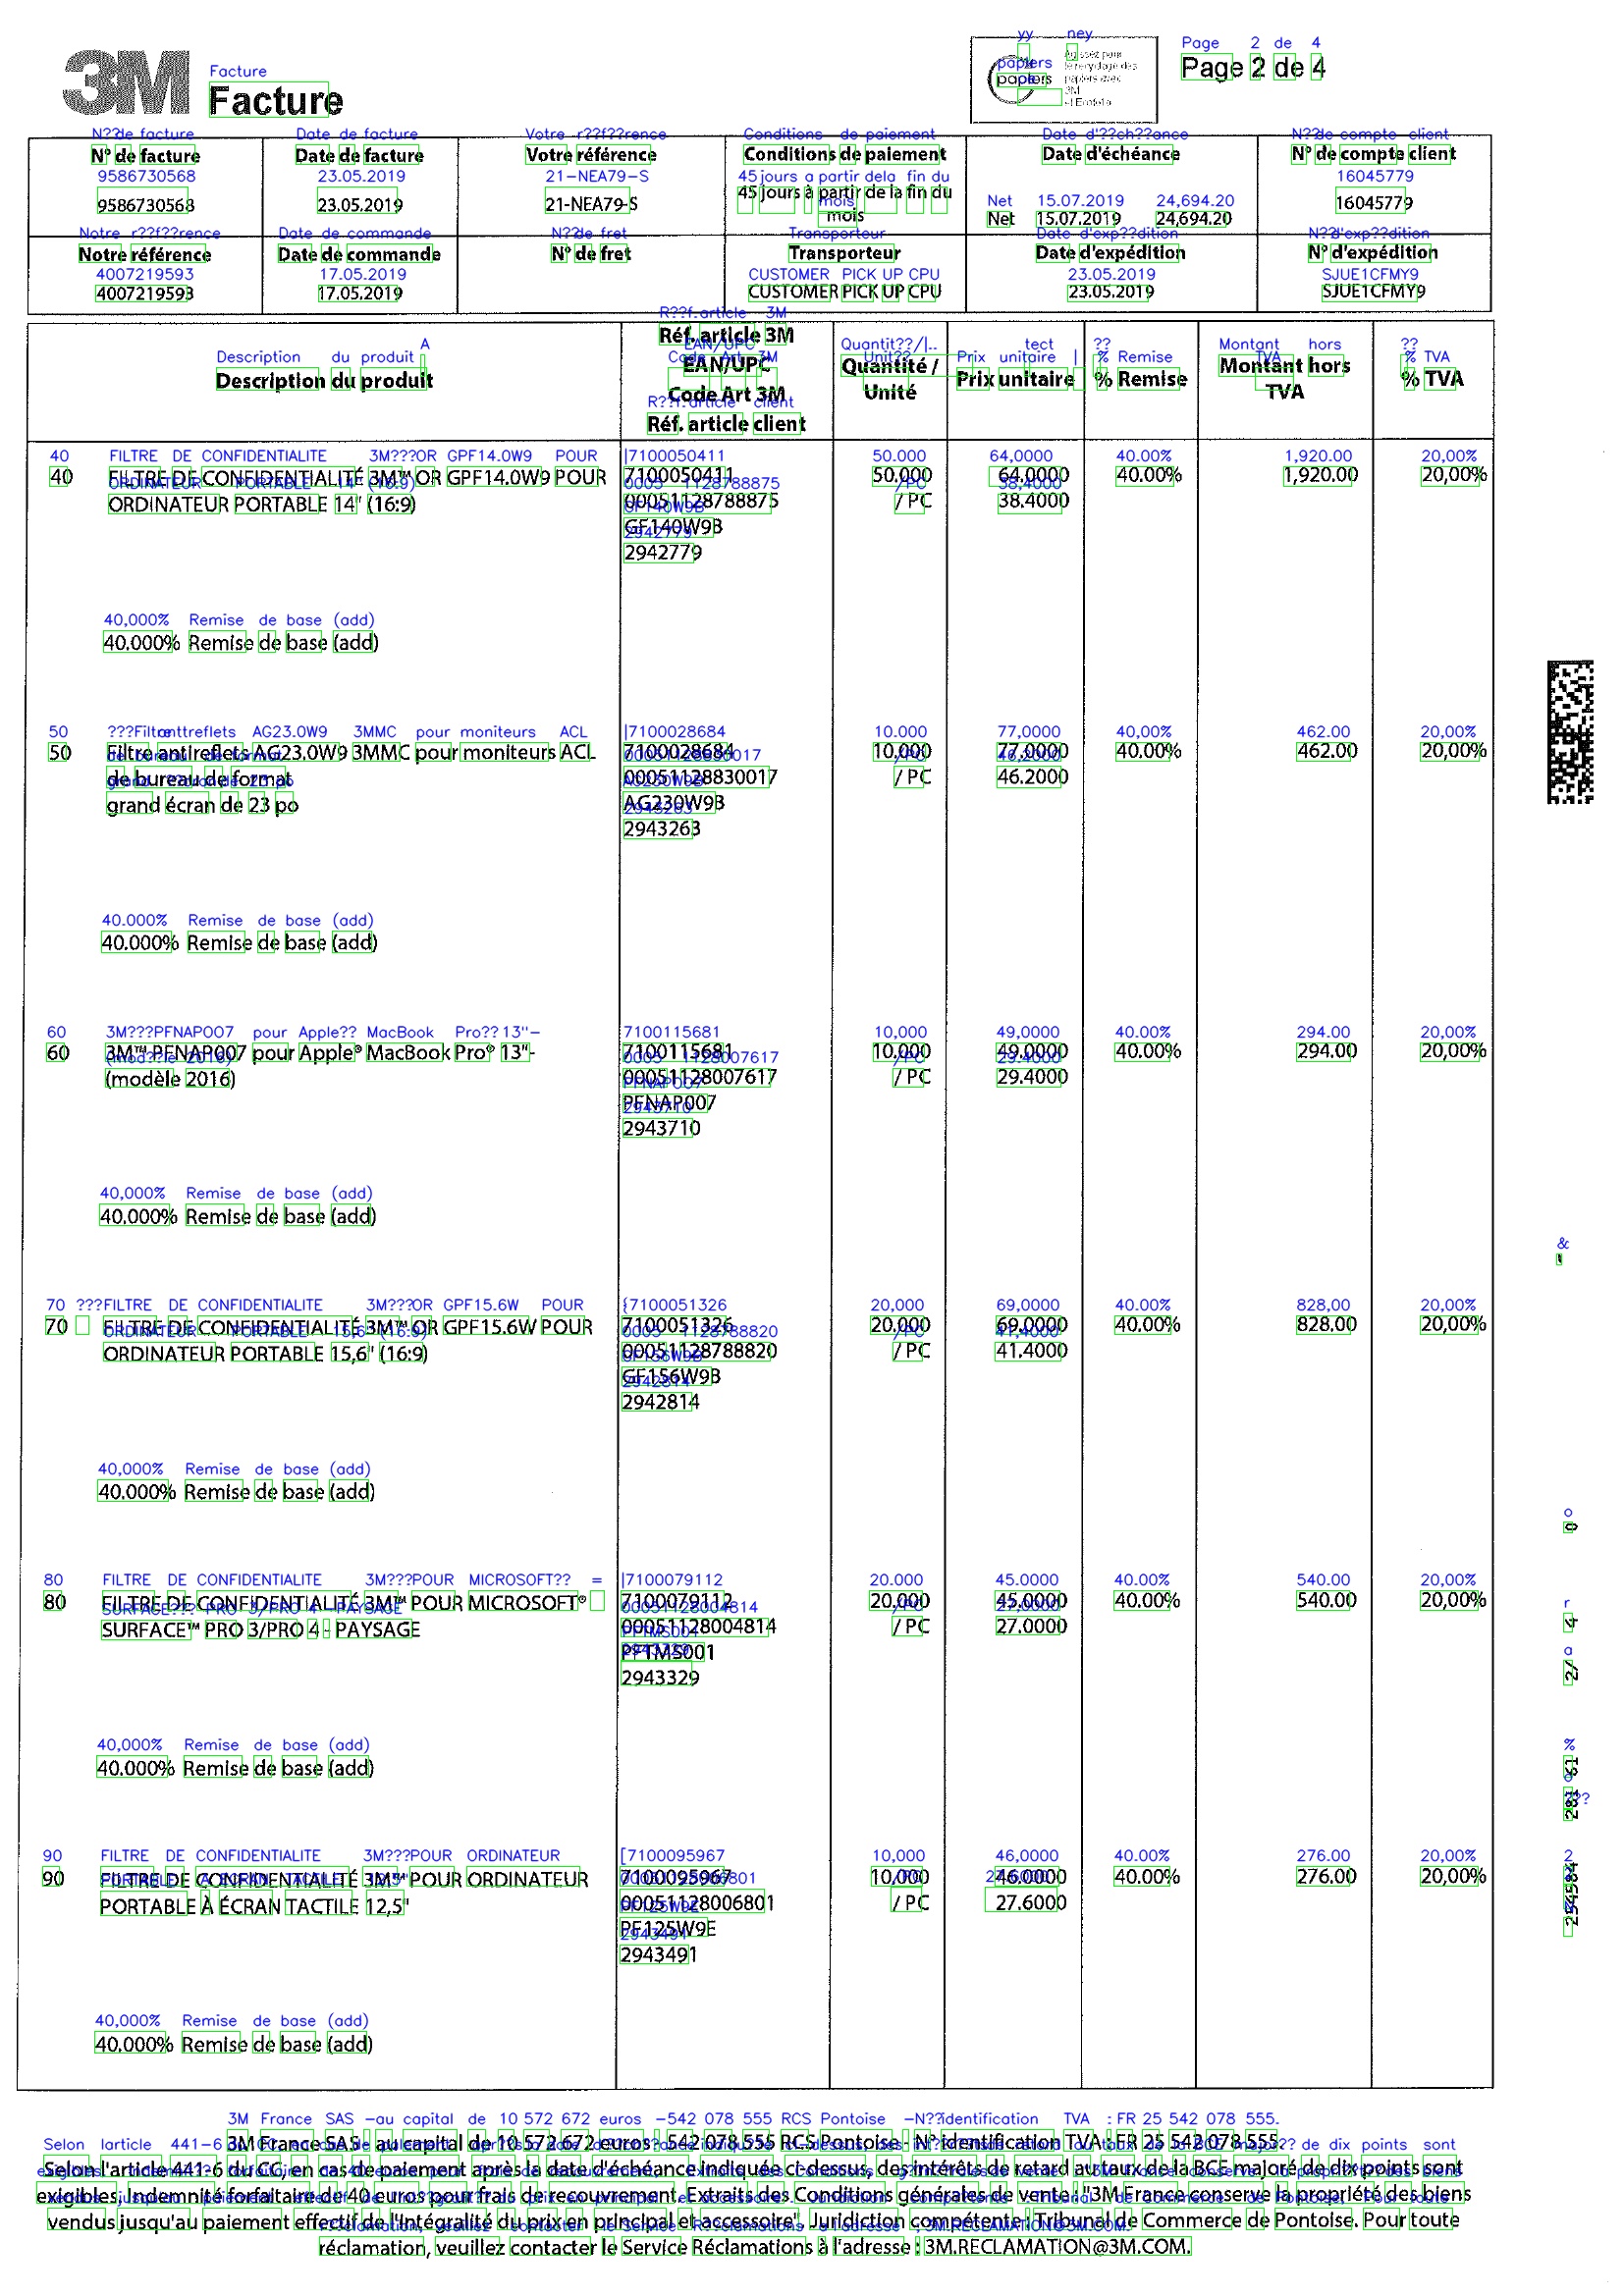 3M Facture
papiers
Agissez pour
le recyclage des
papiers avec
3M
et Ecofolio
Page 2 de 4
N° de facture Date de facture Votre référence Conditions de paiement Date d'échéance N° de compte client
9586730568 23.05.2019 21-NEA79-S 45 jours à partir de la fin du mois Net 15.07.2019 24,694.20 16045779
Notre référence Date de commande N° de fret Transporteur Date d'expédition N° d'expédition
4007219593 17.05.2019 CUSTOMER PICK UP CPU 23.05.2019 SJUE1CFMY9
Description du produit Réf. article 3M EAN/UPC Code Art 3M Réf. article client Quantité / Unité Prix unitaire % Remise Montant hors TVA % TVA
40 FILTRE DE CONFIDENTIALITÉ 3M™ OR GPF14.0W9 POUR 7100050411 50.000 64.0000 40.00% 1,920.00 20,00%
ORDINATEUR PORTABLE 14" (16:9) 00051128788875 / PC 38.4000
GF140W9B
2942779
40.000% Remise de base (add)
50 Filtre antireflets AG23.0W9 3MMC pour moniteurs ACL 7100028684 10.000 77.0000 40.00% 462.00 20,00%
de bureau de format 00051128830017 / PC 46.2000
grand écran de 23 po AG230W9B
2943263
40.000% Remise de base (add)
60 3M™ PFNAP007 pour Apple® MacBook Pro® 13"- 7100115681 10.000 49.0000 40.00% 294.00 20,00%
(modèle 2016) 00051128007617 / PC 29.4000
PFNAP007
2943710
40.000% Remise de base (add)
70 FILTRE DE CONFIDENTIALITÉ 3M™ OR GPF15.6W POUR 7100051326 20.000 69.0000 40.00% 828.00 20,00%
ORDINATEUR PORTABLE 15,6" (16:9) 00051128788820 / PC 41.4000
GF156W9B
2942814
40.000% Remise de base (add)
80 FILTRE DE CONFIDENTIALITÉ 3M™ POUR MICROSOFT® 7100079112 20.000 45.0000 40.00% 540.00 20,00%
SURFACE™ PRO 3/PRO 4 - PAYSAGE 00051128004814 / PC 27.0000
PFTMS001
2943329
40.000% Remise de base (add)
90 FILTRE DE CONFIDENTIALITÉ 3M™ POUR ORDINATEUR 7100095967 10.000 46.0000 40.00% 276.00 20,00%
PORTABLE À ÉCRAN TACTILE 12,5" 00051128006801 / PC 27.6000
PF125W9E
2943491
40.000% Remise de base (add)
3M France SAS - au capital de 10 572 672 euros - 542 078 555 RCS Pontoise - N° identification TVA : FR 25 542 078 555.
Selon l'article 441-6 du CC, en cas de paiement après la date d'échéance indiquée ci-dessus, des intérêts de retard au taux de la BCE majoré de dix points sont
exigibles. Indemnité forfaitaire de 40 euros pour frais de recouvrement. Extraits des Conditions générales de vente : "3M France conserve la propriété des biens
vendus jusqu'au paiement effectif de l'intégralité du prix en principal et accessoire". Juridiction compétente : Tribunal de Commerce de Pontoise. Pour toute
réclamation, veuillez contacter le Service Réclamations à l'adresse : 3M.RECLAMATION@3M.COM.